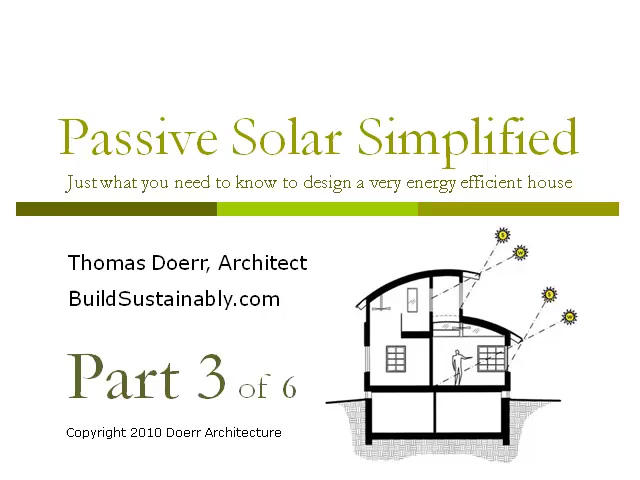 Passive Solar Simplified
Just what you need to know to design a very energy efficient house
Thomas Doerr, Architect
BuildSustainably.com
Part 3 of 6
Copyright 2010 Doerr Architecture
S
W
S
W